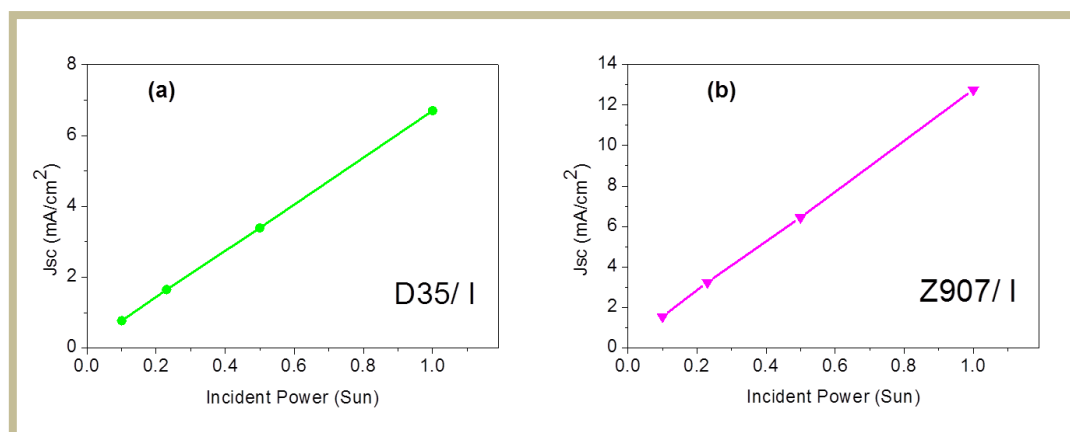 (a)
8
6
4
2
0
Jsc (mA/cm²)
0.0 0.2 0.4 0.6 0.8 1.0
Incident Power (Sun)
D35/ I
(b)
14
12
10
8
6
4
2
0
Jsc (mA/cm²)
0.0 0.2 0.4 0.6 0.8 1.0
Incident Power (Sun)
Z907/ I